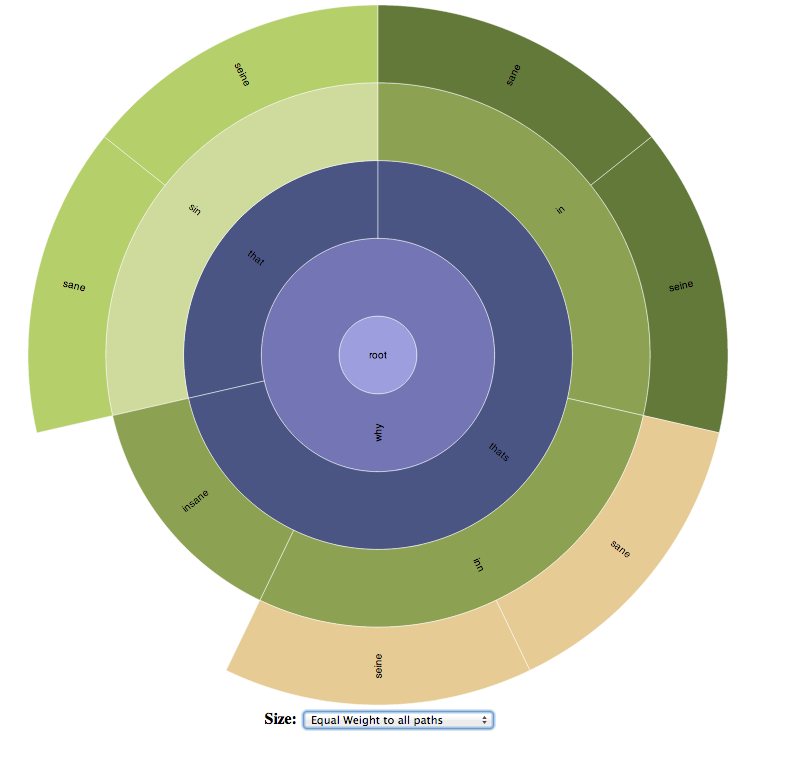 seine
sane
sane
sin
in
that
seine
root
why
thats
insane
inn
sane
seine
Size: Equal Weight to all paths